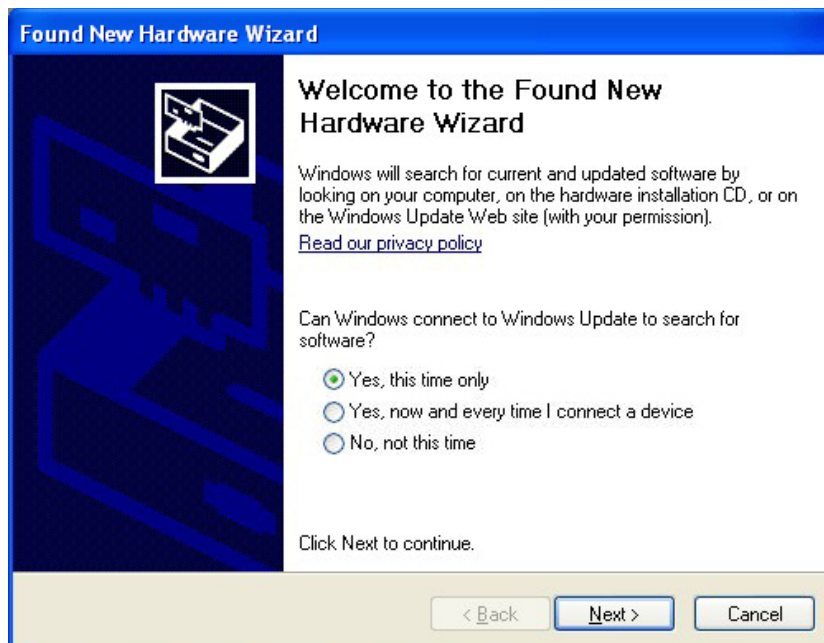 Found New Hardware Wizard
Welcome to the Found New
Hardware Wizard
Windows will search for current and updated software by
looking on your computer, on the hardware installation CD, or on
the Windows Update Web site (with your permission).
Read our privacy policy
Can Windows connect to Windows Update to search for
software?
Yes, this time only
Yes, now and every time I connect a device
No, not this time
Click Next to continue.
< Back
Next >
Cancel